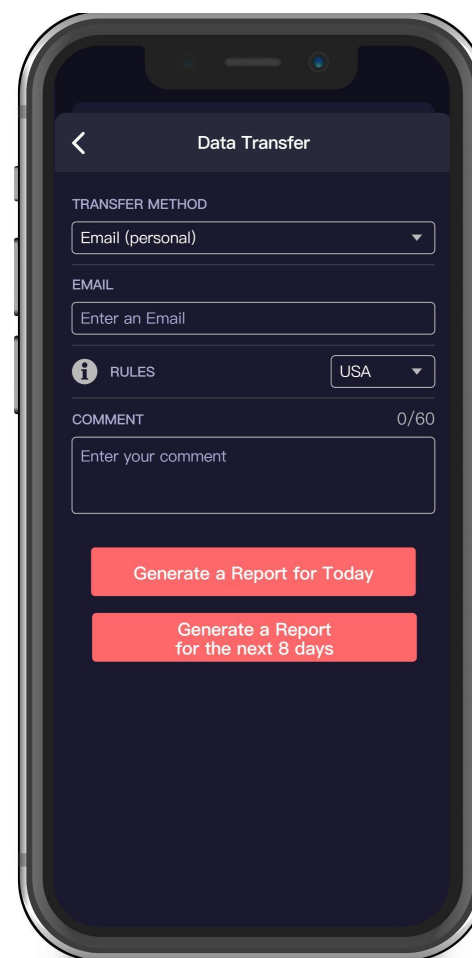 Data Transfer
TRANSFER METHOD
Email (personal)
EMAIL
Enter an Email
RULES
USA
COMMENT
0/60
Enter your comment
Generate a Report for Today
Generate a Report
for the next 8 days